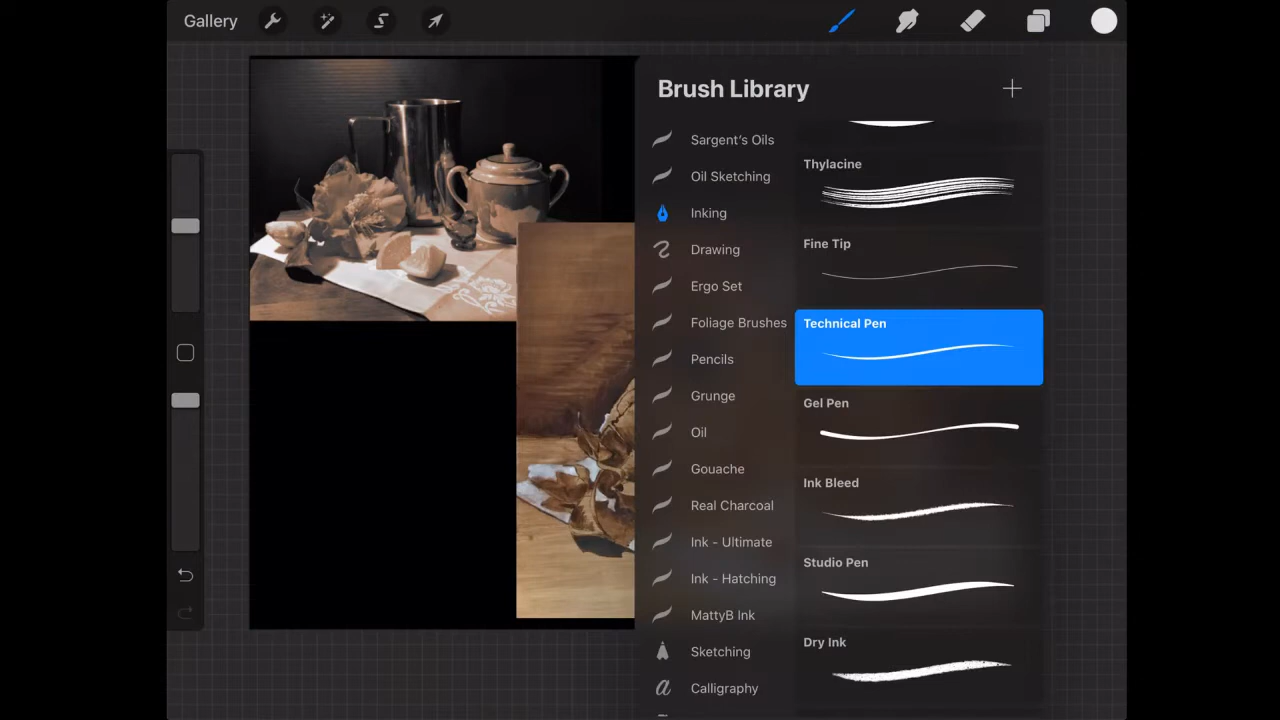 Gallery
Brush Library
Sargent's Oils
Oil Sketching
Inking
Drawing
Ergo Set
Foliage Brushes
Pencils
Grunge
Oil
Gouache
Real Charcoal
Ink - Ultimate
Ink - Hatching
MattyB Ink
Sketching
Calligraphy
Thylacine
Fine Tip
Technical Pen
Gel Pen
Ink Bleed
Studio Pen
Dry Ink